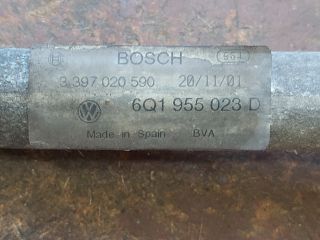 BOSCH
3 397 020 590 20/11/01
6Q1 955 023 D
Made in Spain BVA